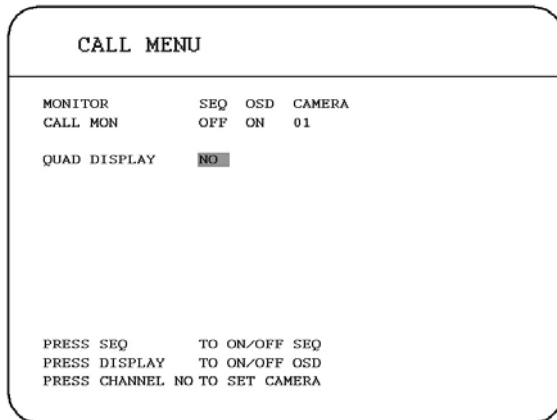 CALL MENU
MONITOR SEQ OSD CAMERA
CALL MON OFF ON 01
QUAD DISPLAY NO
PRESS SEQ TO ON/OFF SEQ
PRESS DISPLAY TO ON/OFF OSD
PRESS CHANNEL NO TO SET CAMERA